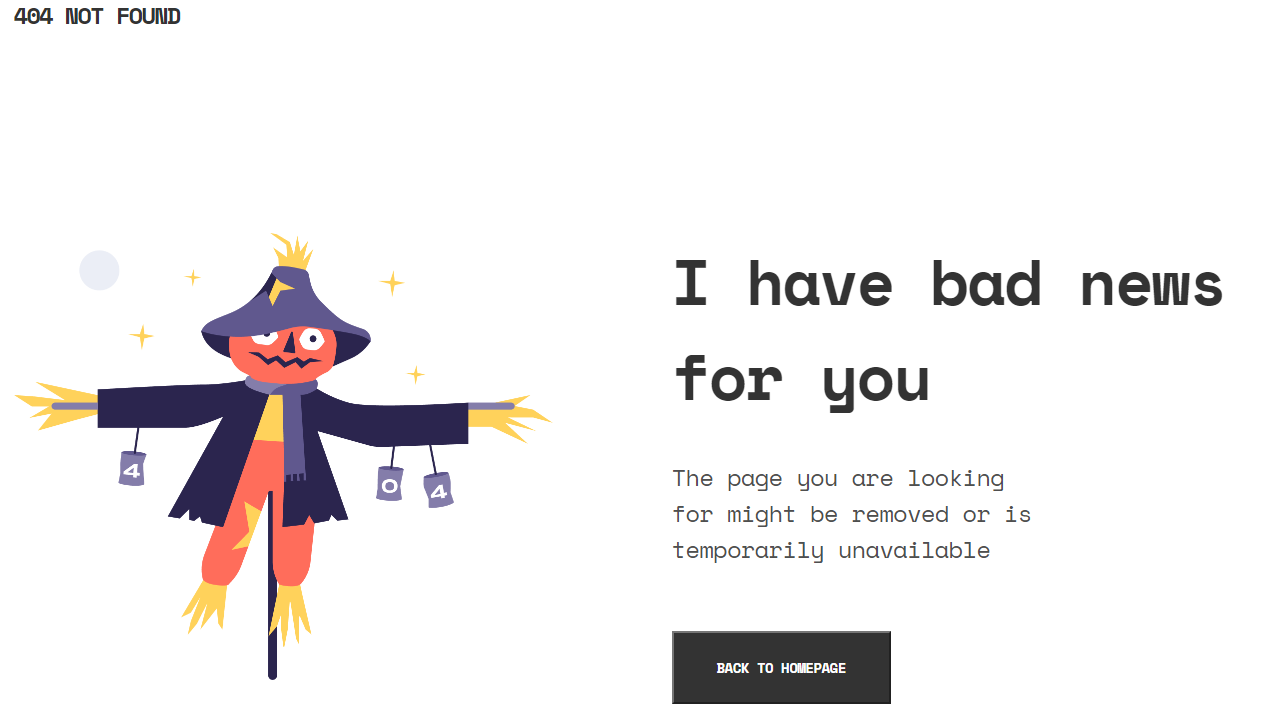 404 NOT FOUND
I have bad news
for you
The page you are looking
for might be removed or is
temporarily unavailable
4
0
4
BACK TO HOMEPAGE